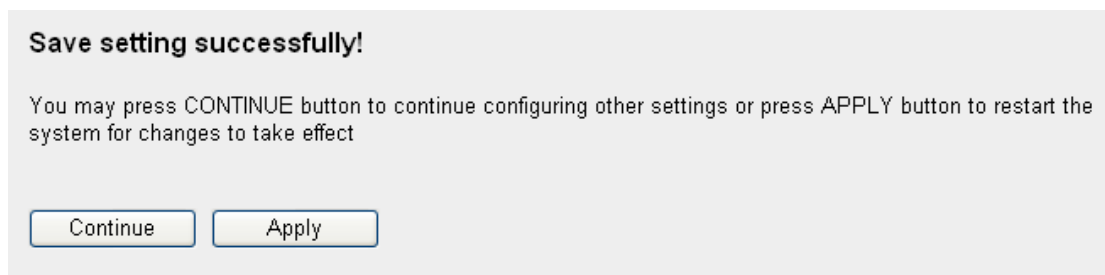 Save setting successfully!
You may press CONTINUE button to continue configuring other settings or press APPLY button to restart the
system for changes to take effect
Continue
Apply